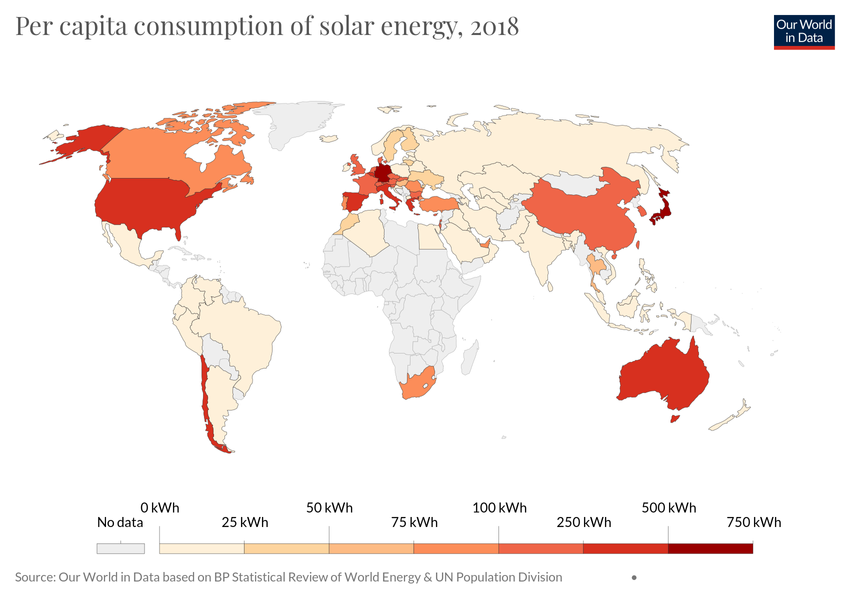 Per capita consumption of solar energy, 2018
Our World
in Data
0 kWh
50 kWh
100 kWh
500 kWh
No data
25 kWh
75 kWh
250 kWh
750 kWh
Source: Our World in Data based on BP Statistical Review of World Energy & UN Population Division